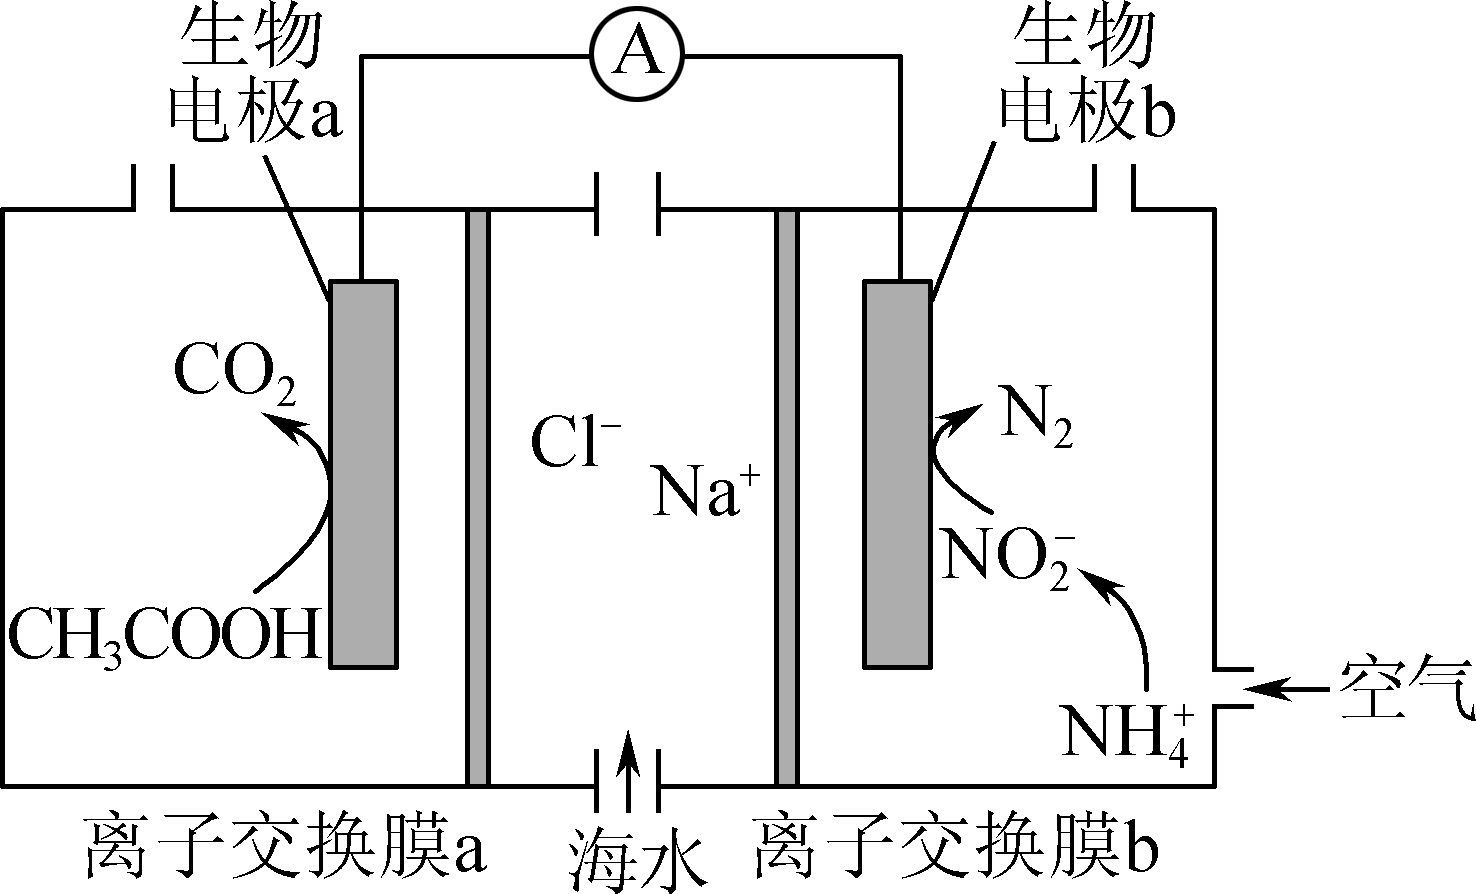 生物
电极a
A
生物
电极b
CO₂
CH₃COOH
Cl⁻
Na⁺
N₂
NO₂⁻
NH₄⁺
空气
离子交换膜a
海水
离子交换膜b